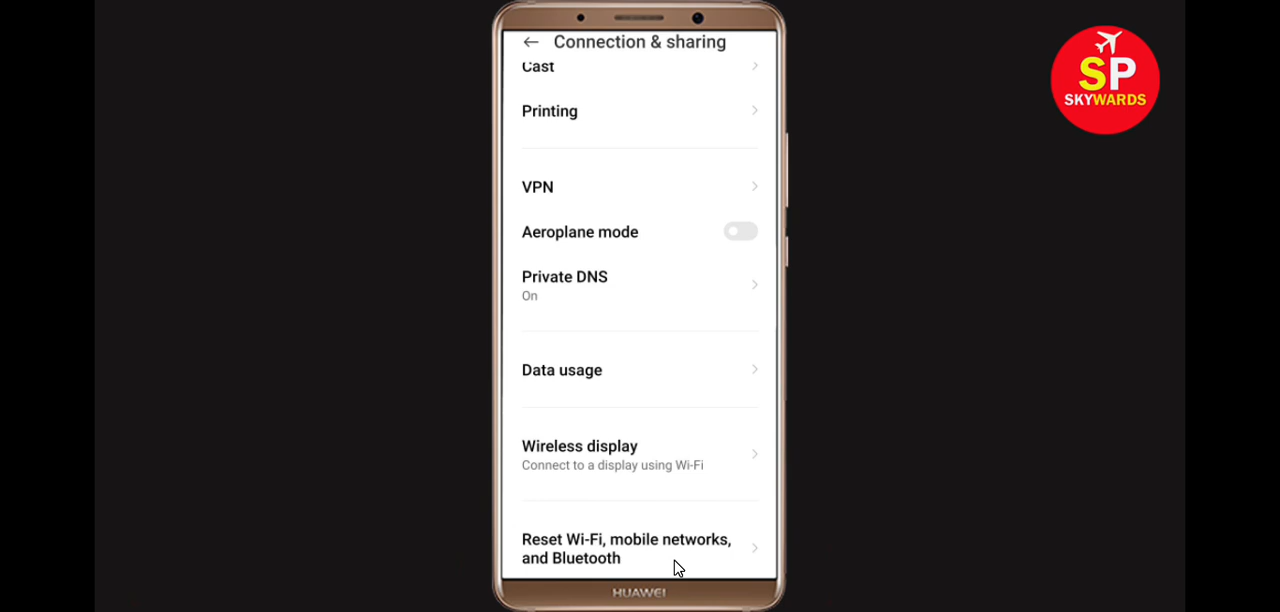 Connection & sharing
Cast
Printing
VPN
Aeroplane mode
Private DNS
On
Data usage
Wireless display
Connect to a display using Wi-Fi
Reset Wi-Fi, mobile networks,
and Bluetooth
HUAWEI
SP
SKYWARDS